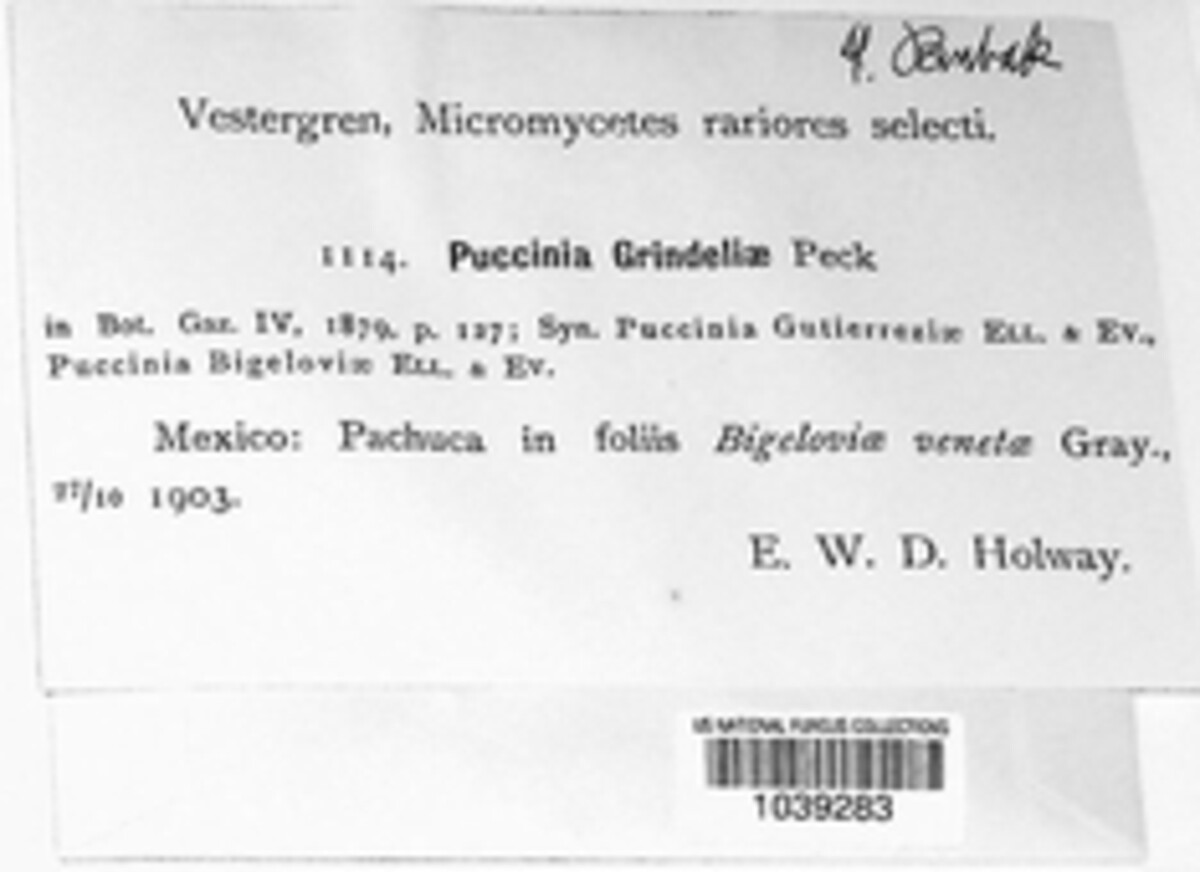 Vestergren, Micromycetes rariores selecti.
1114. Puccinia Grindeliæ Peck
in Bot. Gaz. IV, 1879, p. 127; Syn. Puccinia Gutierreziæ Ell. & Ev.,
Puccinia Bigeloviæ Ell. & Ev.
Mexico: Pachuca in foliis Bigeloviæ venetæ Gray.,
/10 1903.
E. W. D. Holway.
US NATIONAL FUNGUS COLLECTIONS
1039283